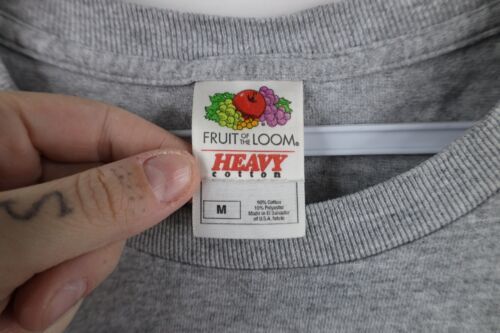 FRUIT OF THE LOOM®
HEAVY
cotton
M
90% Cotton
10% Polyester
Made in El Salvador
of U.S.A. fabric